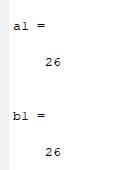 a1 =
26
b1 =
26